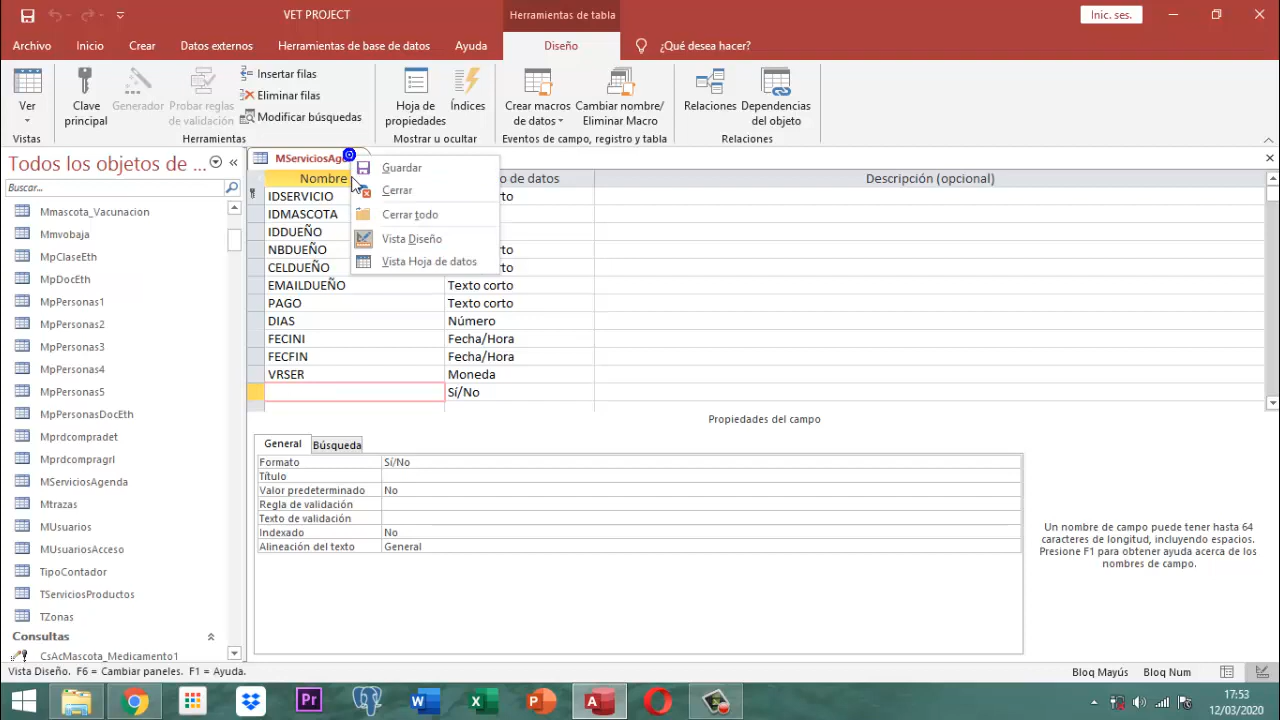 VET PROJECT
Herramientas de tabla
Inic. ses.
Archivo
Inicio
Crear
Datos externos
Herramientas de base de datos
Ayuda
Diseño
¿Qué desea hacer?
Ver
Clave principal
Generador
Probar reglas de validación
Insertar filas
Eliminar filas
Modificar búsquedas
Hoja de propiedades
Índices
Crear macros de datos
Cambiar nombre/ Eliminar Macro
Relaciones
Dependencias del objeto
Vistas
Herramientas
Mostrar u ocultar
Eventos de campo, registro y tabla
Relaciones
Todos los objetos de ...
Buscar...
Mmascota_Vacunacion
Mmvobaja
MpClaseEth
MpDocEth
MpPersonas1
MpPersonas2
MpPersonas3
MpPersonas4
MpPersonas5
MpPersonasDocEth
Mprdcompradet
Mprdcompragrl
MServiciosAgenda
Mtrazas
MUsuarios
MUsuariosAcceso
TipoContador
TServiciosProductos
TZonas
Consultas
CsAcMascota_Medicamento1
MServiciosAge
Nombre
o de datos
Descripción (opcional)
IDSERVICIO
orto
IDMASCOTA
IDDUEÑO
NBDUEÑO
orto
CELDUEÑO
orto
EMAILDUEÑO Texto corto
PAGO Texto corto
DIAS Número
FECINI Fecha/Hora
FECFIN Fecha/Hora
VRSER Moneda
Sí/No
Guardar
Cerrar
Cerrar todo
Vista Diseño
Vista Hoja de datos
Propiedades del campo
General
Búsqueda
Formato Sí/No
Título
Valor predeterminado No
Regla de validación
Texto de validación
Indexado No
Alineación del texto General
Un nombre de campo puede tener hasta 64
caracteres de longitud, incluyendo espacios.
Presione F1 para obtener ayuda acerca de los
nombres de campo.
Vista Diseño. F6 = Cambiar paneles. F1 = Ayuda.
Bloq Mayús
Bloq Num
Pr
17:53
12/03/2020